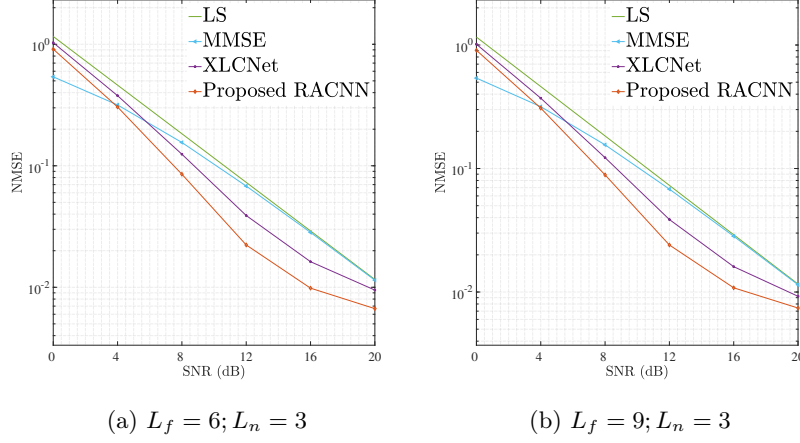 LS
MMSE
XLCNet
Proposed RACNN
10^0
10^-1
10^-2
NMSE
0 4 8 12 16 20
SNR (dB)
(a) L_f = 6; L_n = 3
LS
MMSE
XLCNet
Proposed RACNN
10^0
10^-1
10^-2
NMSE
0 4 8 12 16 20
SNR (dB)
(b) L_f = 9; L_n = 3